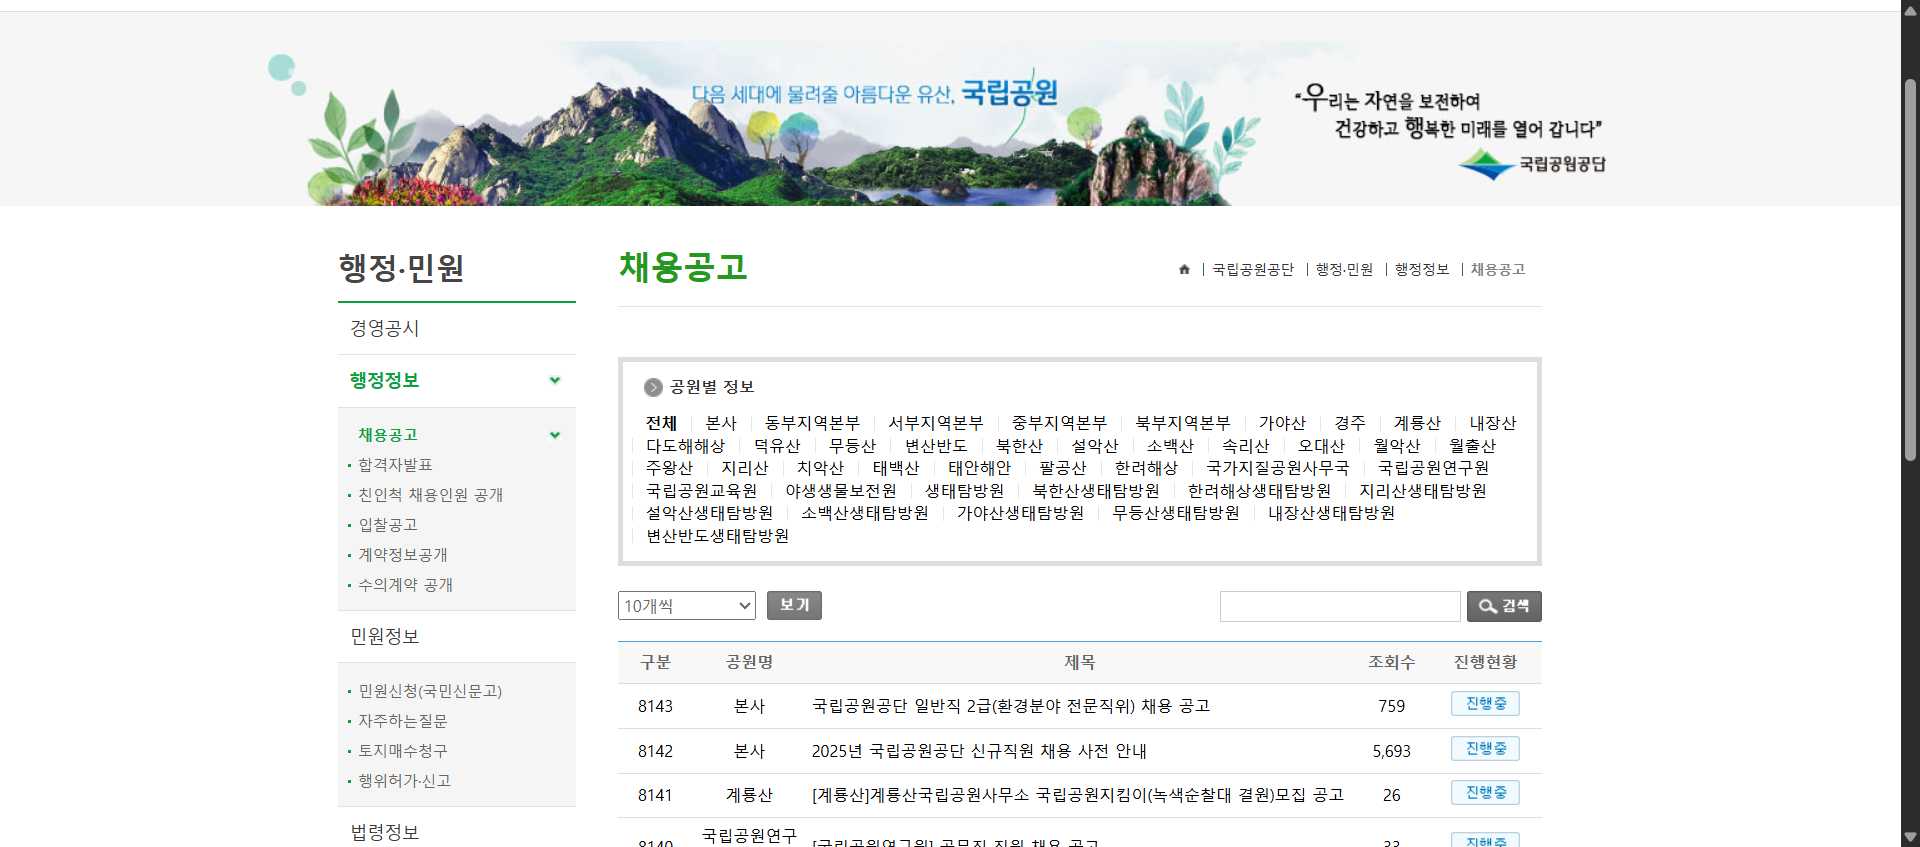 다음 세대에 물려줄 아름다운 유산, 국립공원
“우리는 자연을 보전하여
건강하고 행복한 미래를 열어 갑니다”
국립공원공단
행정·민원
경영공시
행정정보
채용공고
합격자발표
친인척 채용인원 공개
입찰공고
계약정보공개
수의계약 공개
민원정보
민원신청(국민신문고)
자주하는질문
토지매수청구
행위허가·신고
법령정보
채용공고
국립공원공단 행정·민원 행정정보 채용공고
공원별 정보
전체 본사 동부지역본부 서부지역본부 중부지역본부 북부지역본부 가야산 경주 계룡산 내장산
다도해해상 덕유산 무등산 변산반도 북한산 설악산 소백산 속리산 오대산 월악산 월출산
주왕산 지리산 치악산 태백산 태안해안 팔공산 한려해상 국가지질공원사무국 국립공원연구원
국립공원교육원 야생생물보전원 생태탐방원 북한산생태탐방원 한려해상생태탐방원 지리산생태탐방원
설악산생태탐방원 소백산생태탐방원 가야산생태탐방원 무등산생태탐방원 내장산생태탐방원
변산반도생태탐방원
10개씩 보기 검색
구분 공원명 제목 조회수 진행현황
8143 본사 국립공원공단 일반직 2급(환경분야 전문직위) 채용 공고 759 진행중
8142 본사 2025년 국립공원공단 신규직원 채용 사전 안내 5,693 진행중
8141 계룡산 [계룡산]계룡산국립공원사무소 국립공원지킴이(녹색순찰대 결원)모집 공고 26 진행중
8140 국립공원연구 [국립공원연구원] 공무직 직원 채용 공고 33 진행중